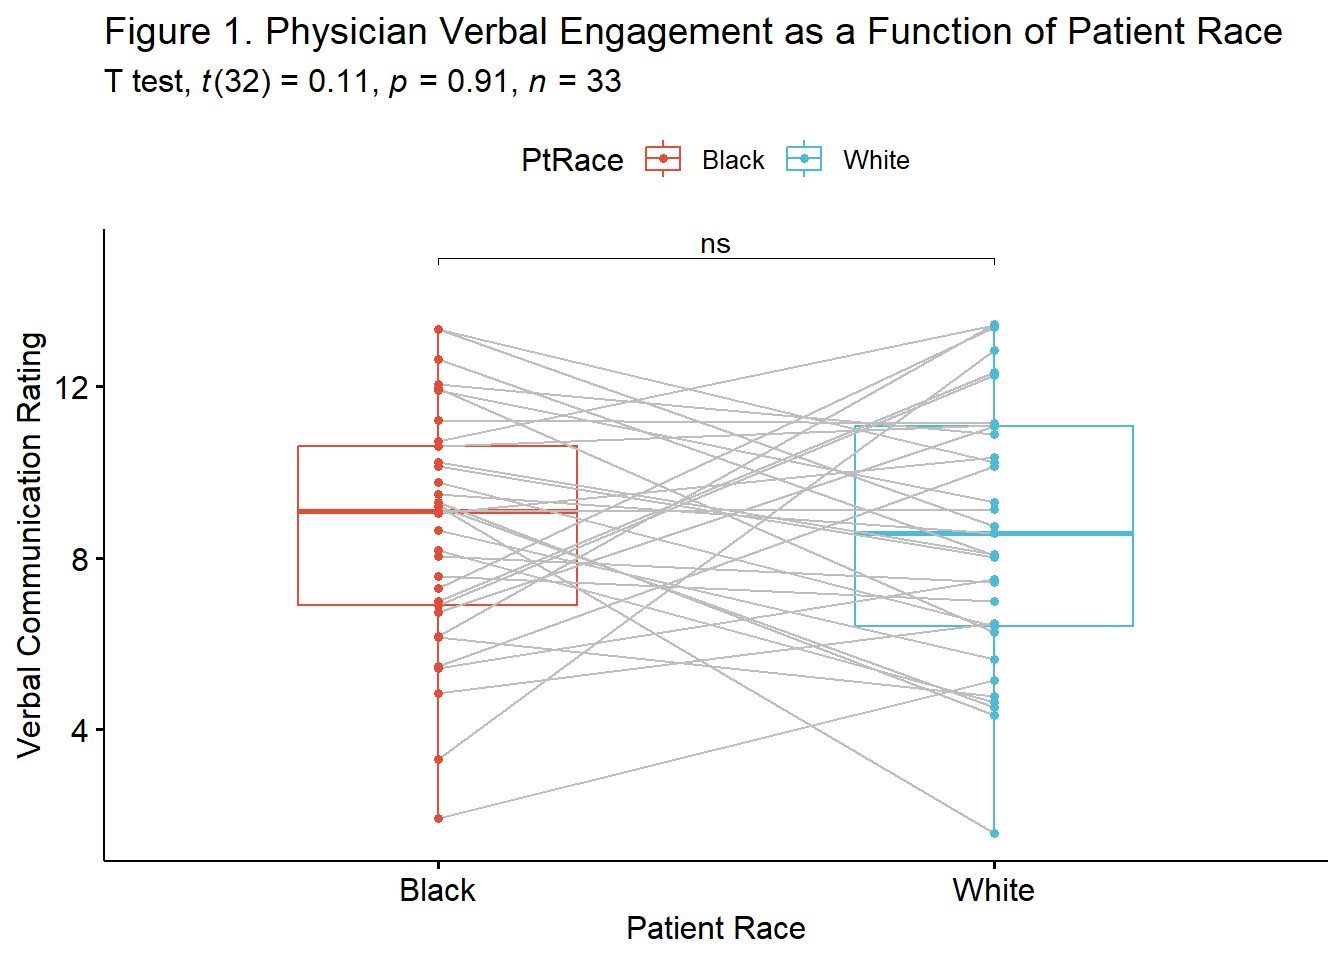 Figure 1. Physician Verbal Engagement as a Function of Patient Race
T test, t(32) = 0.11, p = 0.91, n = 33
PtRace Black White
ns
Verbal Communication Rating
12
8
4
Black White
Patient Race